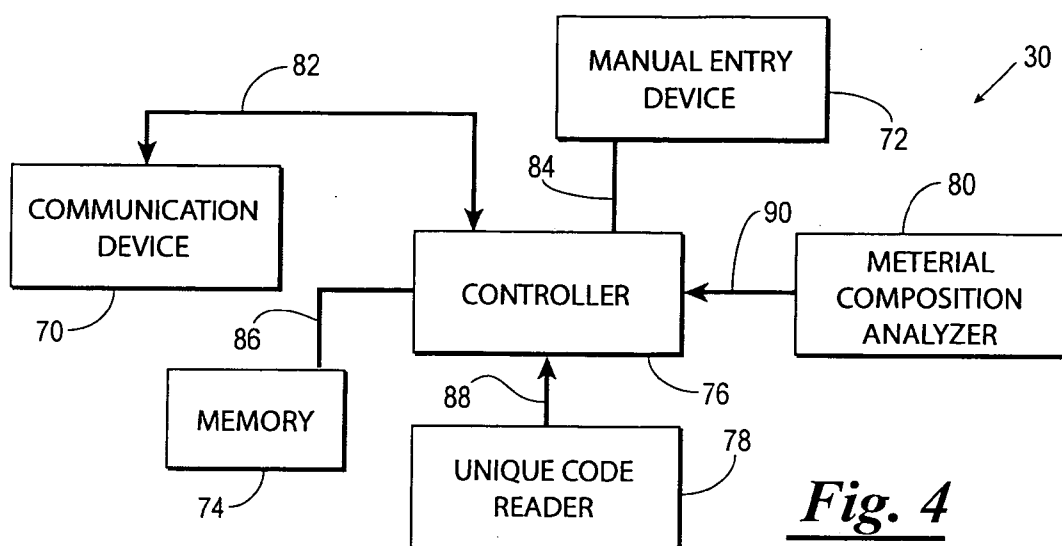 82
MANUAL ENTRY
DEVICE
30
72
COMMUNICATION
DEVICE
70
84
80
90
CONTROLLER
METERIAL
COMPOSITION
ANALYZER
86
76
MEMORY
74
88
UNIQUE CODE
READER
78
Fig. 4